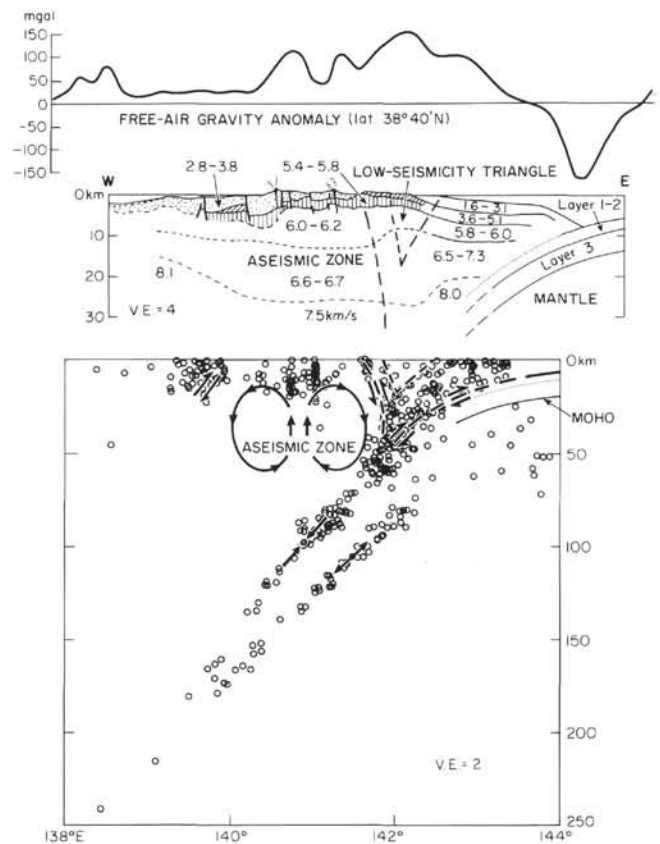 mgal
150
100
50
0
-50
-100
-150
FREE-AIR GRAVITY ANOMALY (lat 38°40'N)
W
E
2.8-3.8
5.4-5.8
LOW-SEISMICITY TRIANGLE
Layer 1-2
0 km
10
20
30
1.6-3.1
3.6-5.1
5.8-6.0
6.0-6.2
6.5-7.3
Layer 3
ASEISMIC ZONE
8.1
6.6-6.7
8.0
MANTLE
V.E.=4
7.5km/s
0 km
50
100
150
200
250
MOHO
ASEISMIC ZONE
V.E.=2
138°E
140°
142°
144°